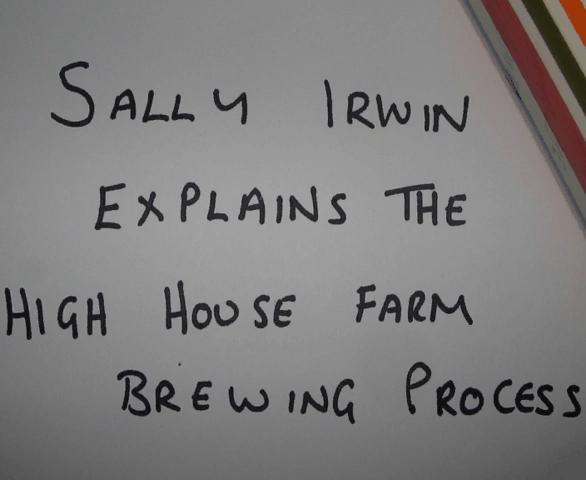 SALLY IRWIN
EXPLAINS THE
HIGH HOUSE FARM
BREWING PROCESS